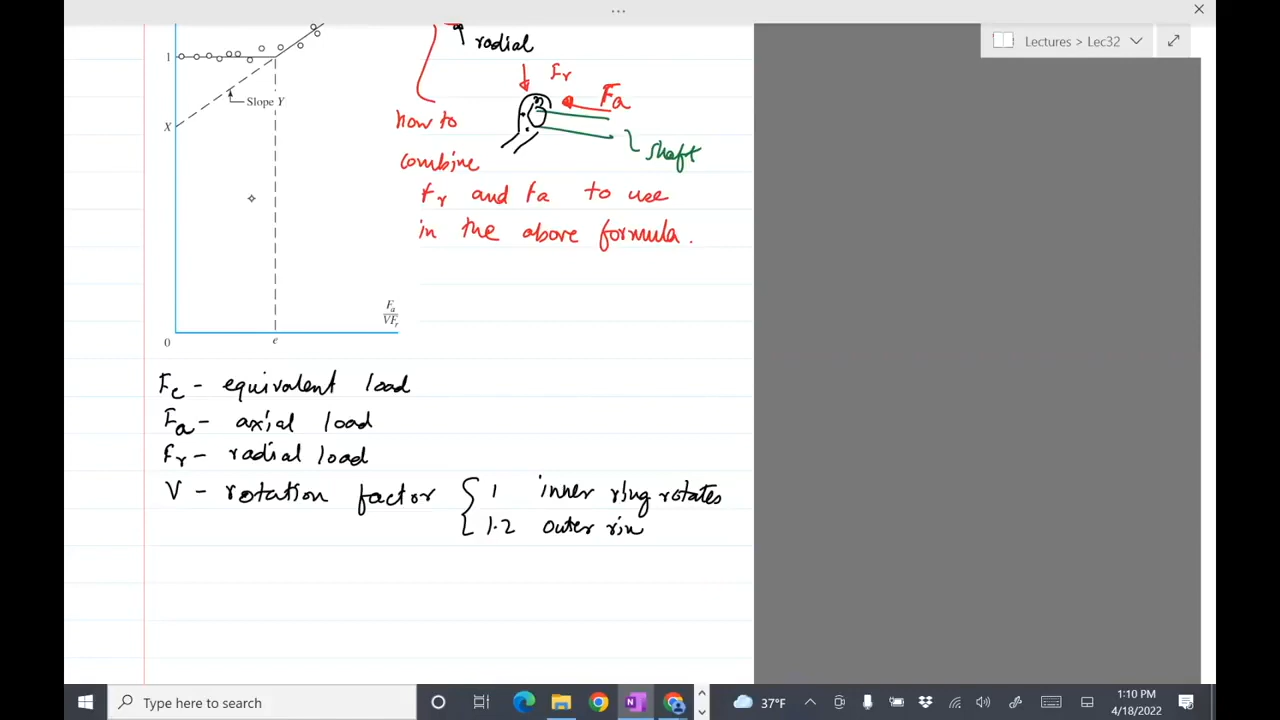 ...
Lectures > Lec32
radial
1
Fr
Fa
Slope Y
how to
X
shaft
combine
Fr and Fa to use
in the above formula.
Fa
VFr
0
e
Fe - equivalent load
Fa - axial load
Fr - radial load
V - rotation factor { 1 inner ring rotates
1.2 outer rin
Type here to search
37°F
1:10 PM
4/18/2022